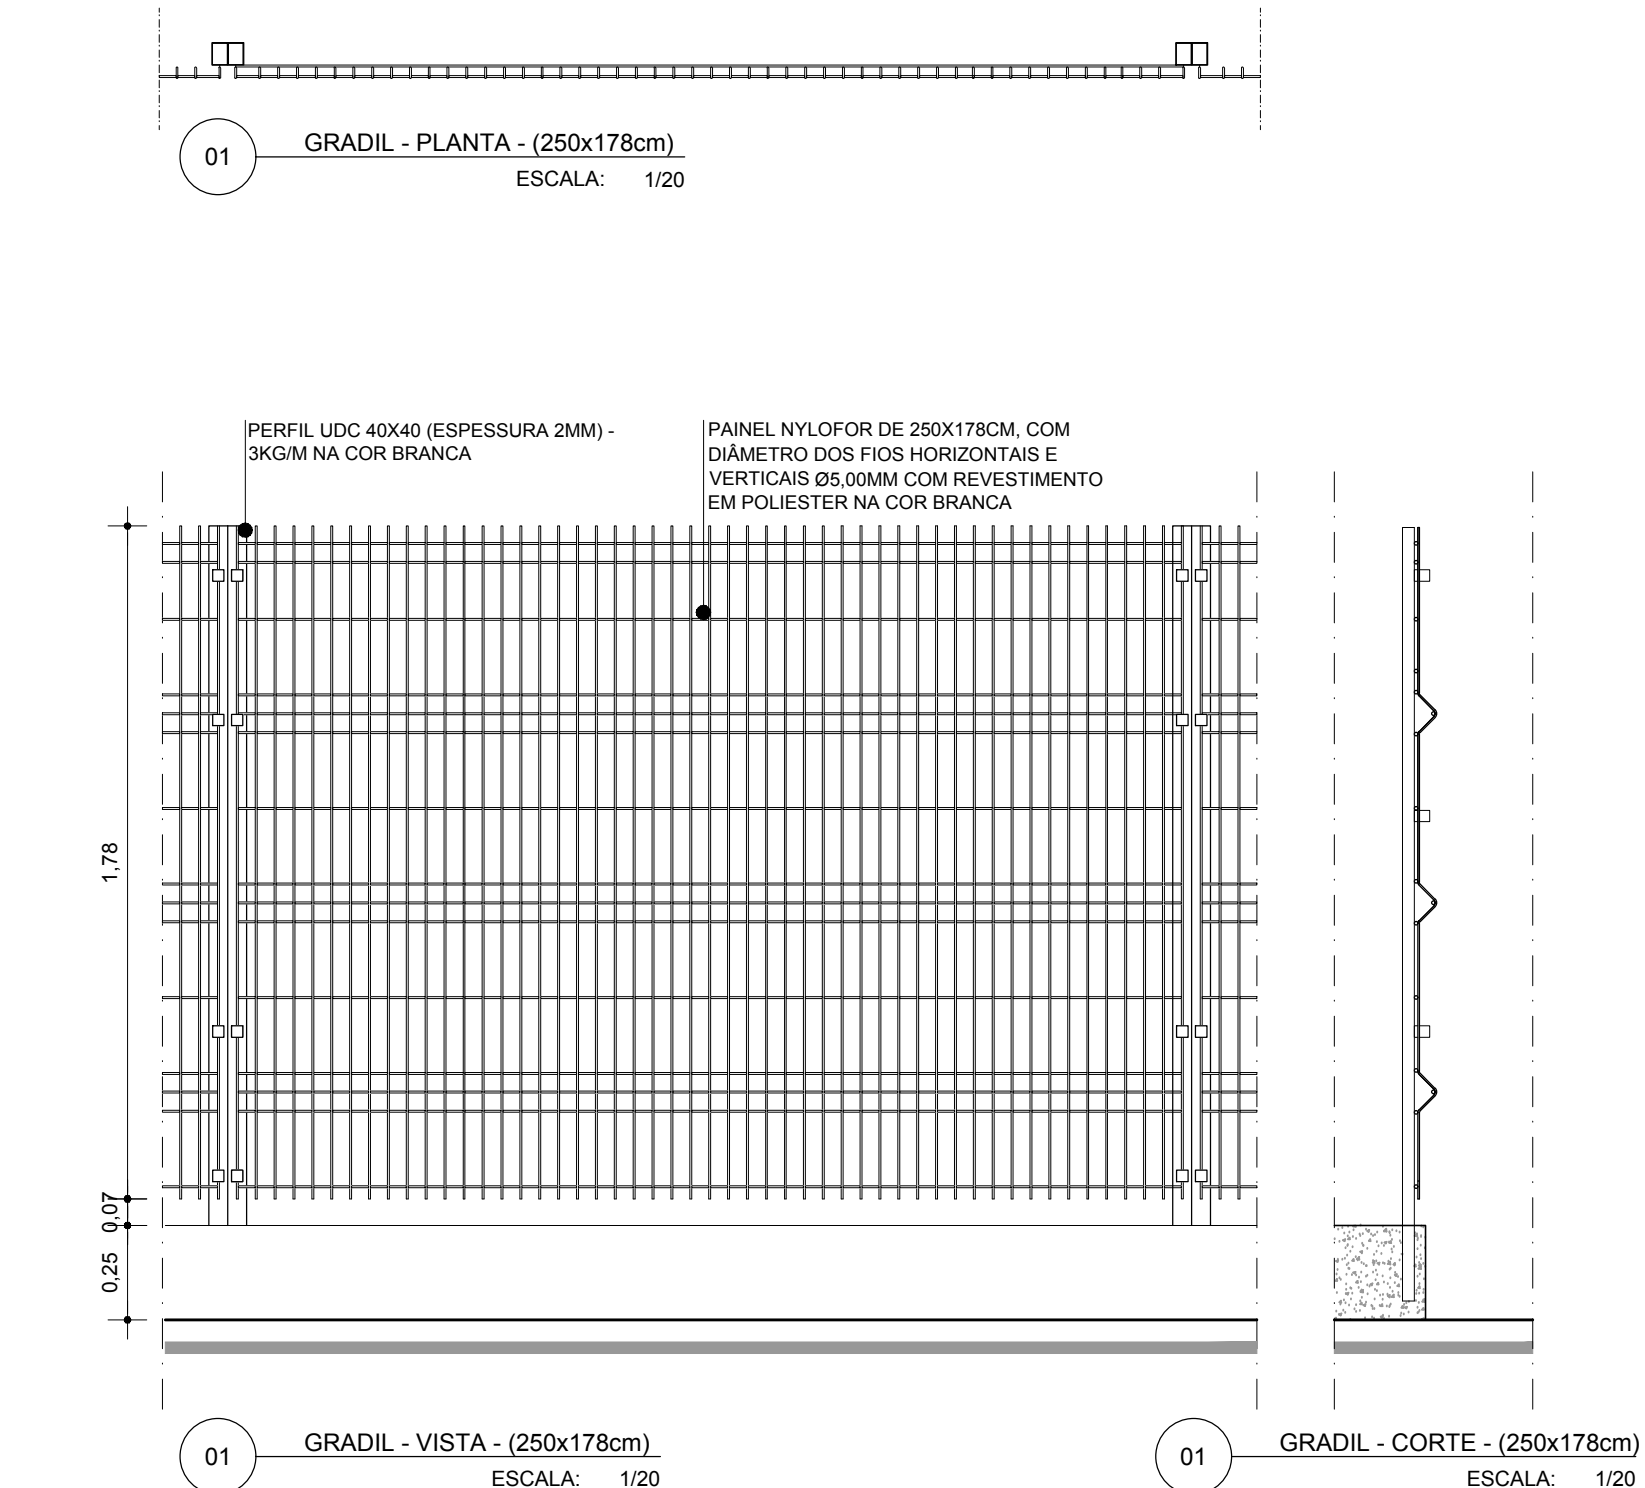 01
GRADIL - PLANTA - (250x178cm)
ESCALA: 1/20
PERFIL UDC 40X40 (ESPESSURA 2MM) -
3KG/M NA COR BRANCA
PAINEL NYLOFOR DE 250X178CM, COM
DIÂMETRO DOS FIOS HORIZONTAIS E
VERTICAIS Ø5,00MM COM REVESTIMENTO
EM POLIESTER NA COR BRANCA
1,78
0,07
0,25
01
GRADIL - VISTA - (250x178cm)
ESCALA: 1/20
01
GRADIL - CORTE - (250x178cm)
ESCALA: 1/20